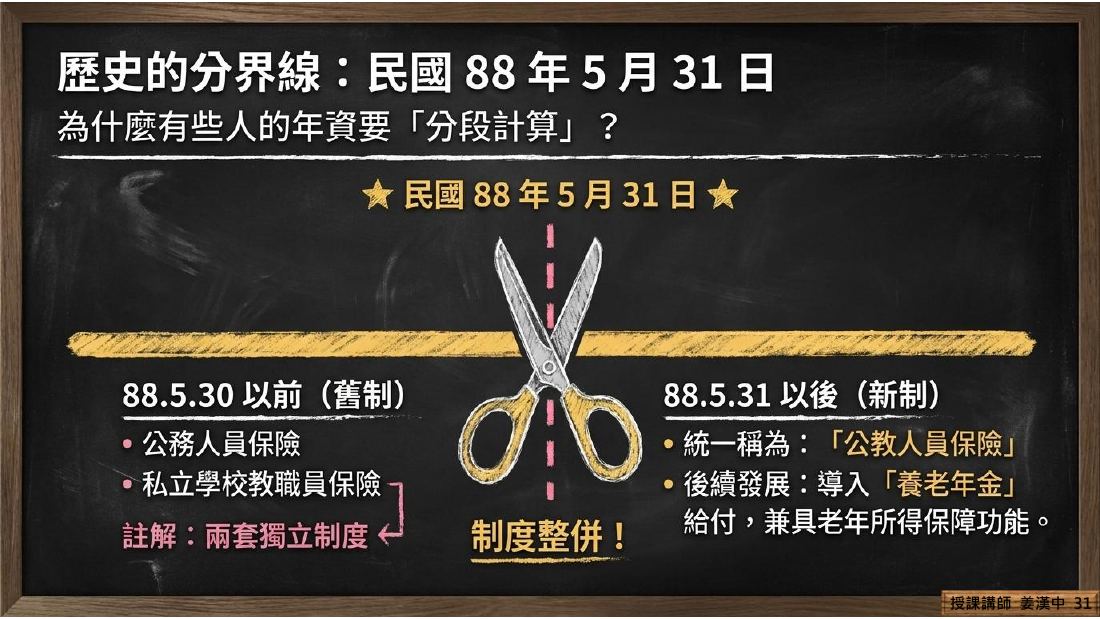 歷史的分界線：民國 88 年 5 月 31 日
為什麼有些人的年資要「分段計算」？
民國 88 年 5 月 31 日
88.5.30 以前（舊制）
• 公務人員保險
• 私立學校教職員保險
註解：兩套獨立制度
制度整併！
88.5.31 以後（新制）
• 統一稱為：「公教人員保險」
• 後續發展：導入「養老年金」
給付，兼具老年所得保障功能。
授課講師 姜漢中 31